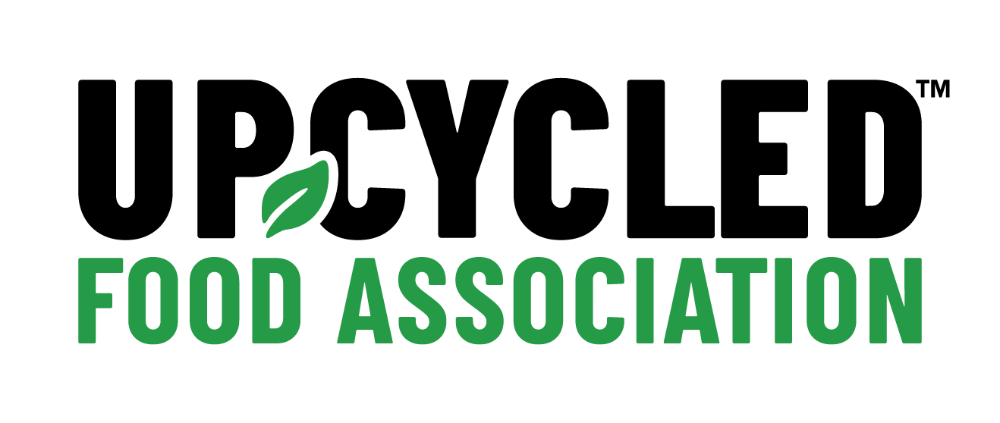 UPCYCLED™
FOOD ASSOCIATION